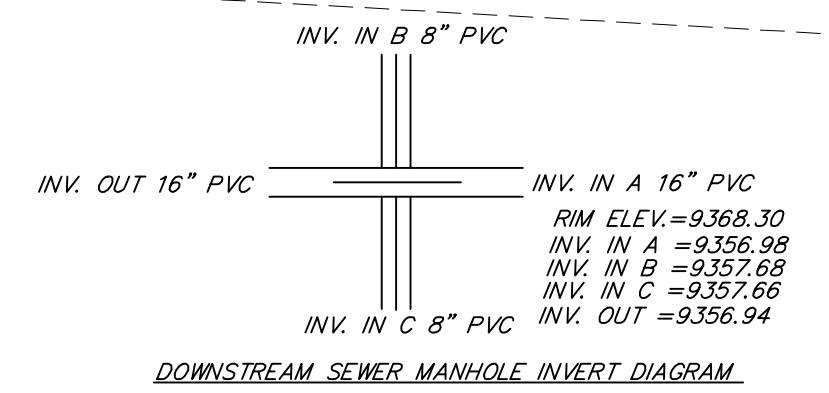 INV. IN B 8” PVC
INV. OUT 16” PVC
INV. IN A 16” PVC
RIM ELEV.=9368.30
INV. IN A =9356.98
INV. IN B =9357.68
INV. IN C =9357.66
INV. OUT =9356.94
INV. IN C 8” PVC
DOWNSTREAM SEWER MANHOLE INVERT DIAGRAM